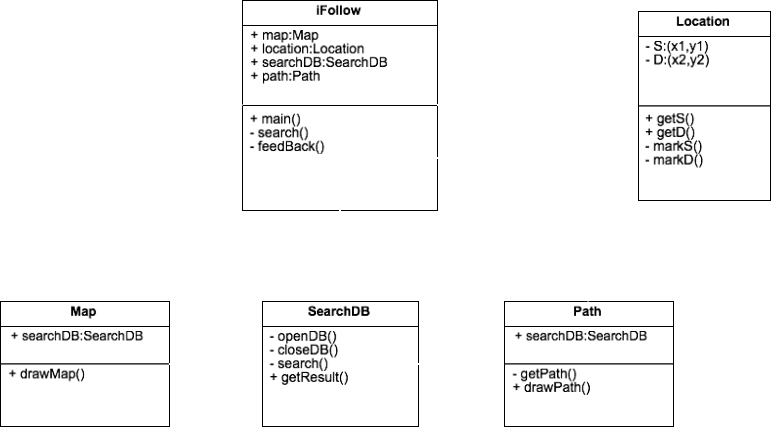 iFollow
+ map:Map
+ location:Location
+ searchDB:SearchDB
+ path:Path
+ main()
- search()
- feedBack()
Location
- S:(x1,y1)
- D:(x2,y2)
+ getS()
+ getD()
- markS()
- markD()
Map
+ searchDB:SearchDB
+ drawMap()
SearchDB
- openDB()
- closeDB()
- search()
+ getResult()
Path
+ searchDB:SearchDB
- getPath()
+ drawPath()